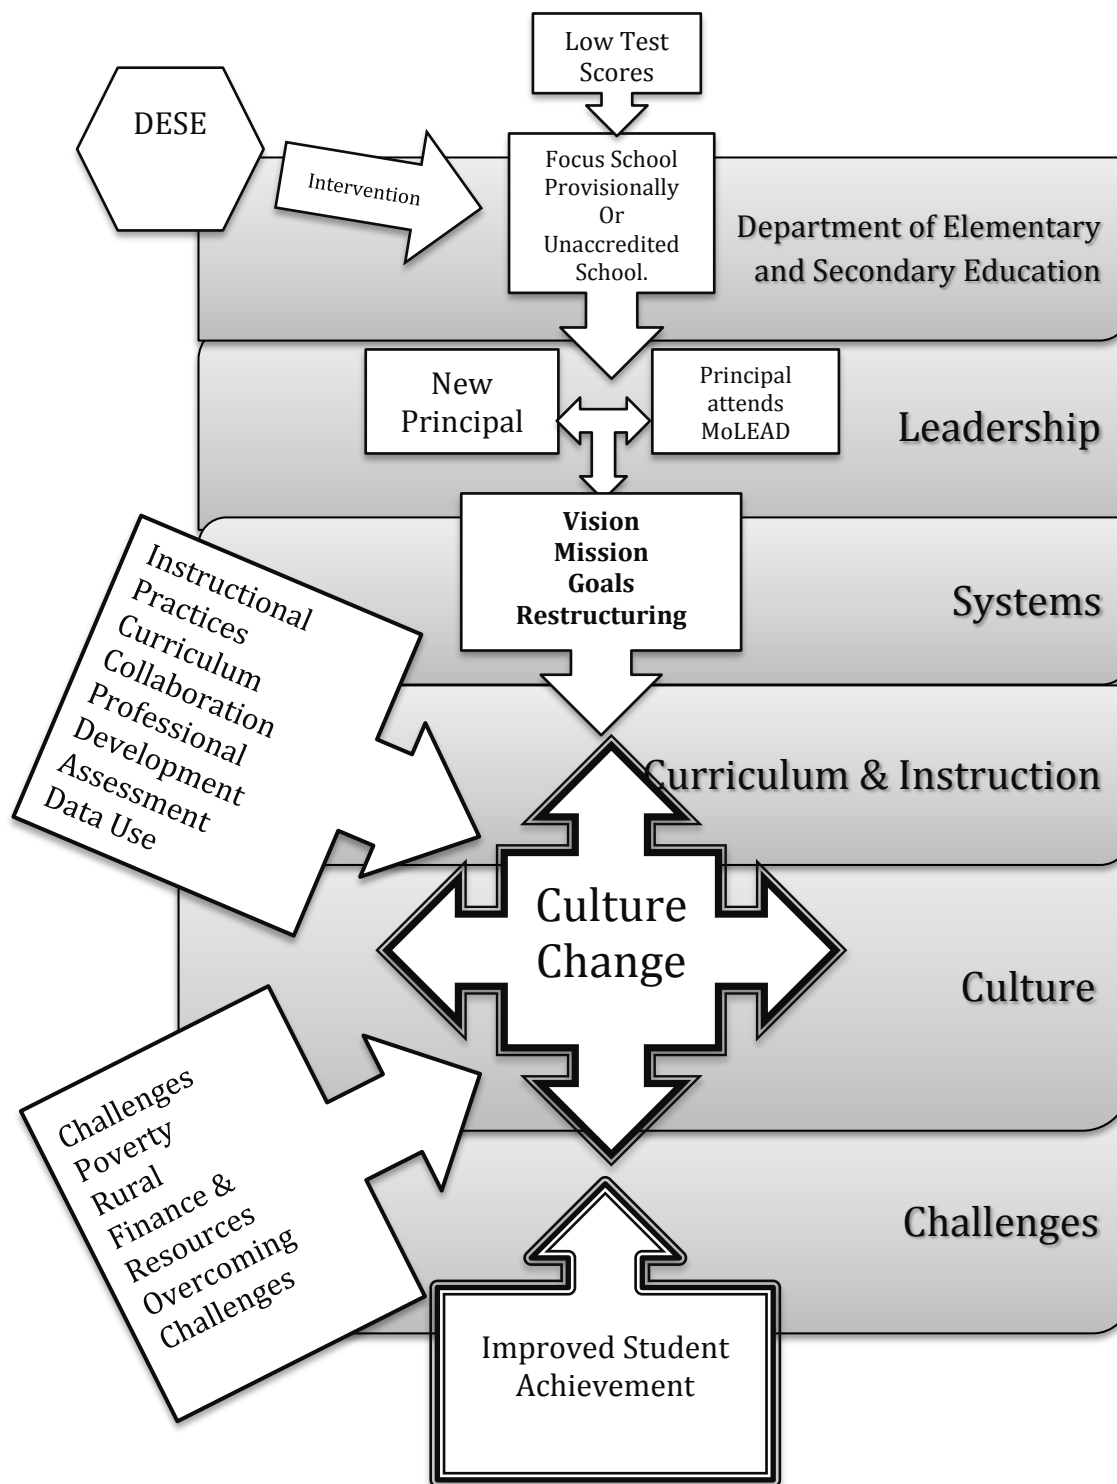 Low Test
Scores
DESE
Intervention
Focus School
Provisionally
Or
Unaccredited
School.
Department of Elementary
and Secondary Education
New
Principal
Principal
attends
MoLEAD
Leadership
Vision
Mission
Goals
Restructuring
Systems
Instructional
Practices
Curriculum
Collaboration
Professional
Development
Assessment
Data Use
Curriculum & Instruction
Culture
Change
Culture
Challenges
Poverty
Rural
Finance &
Resources
Overcoming
Challenges
Challenges
Improved Student
Achievement